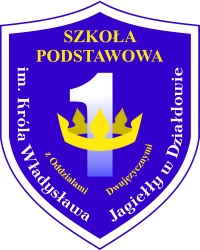 SZKOŁA
PODSTAWOWA
1
im. Króla Władysława
Jagiełły w Działdowie
z Oddziałami
Dwujęzycznymi